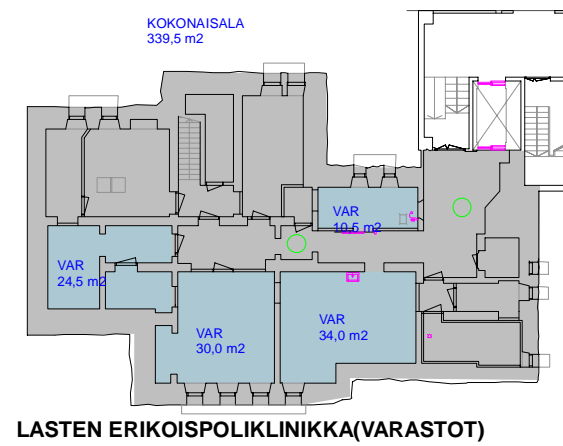 KOKONAISALA
339,5 m2
VAR
10,5 m2
VAR
24,5 m2
VAR
30,0 m2
VAR
34,0 m2
LASTEN ERIKOISPOLIKLINIKKA(VARASTOT)